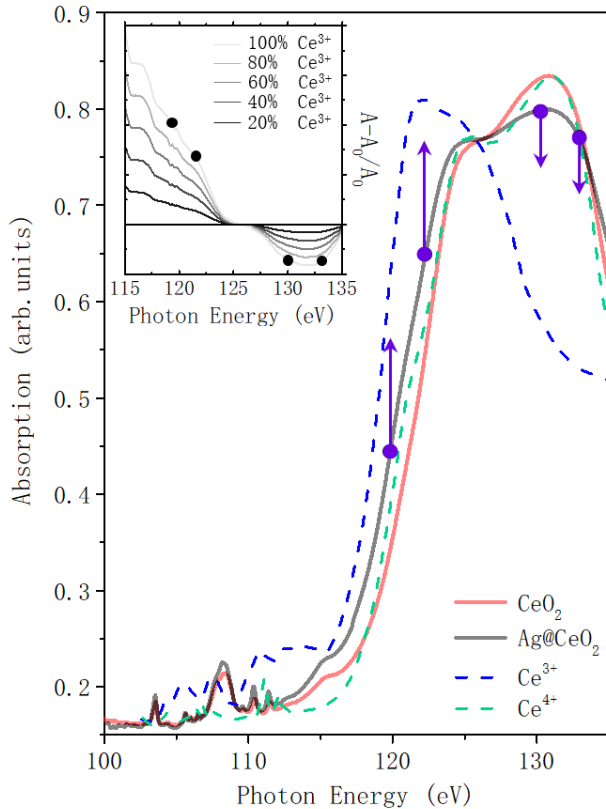 100% Ce³⁺
80% Ce³⁺
60% Ce³⁺
40% Ce³⁺
20% Ce³⁺
A-A₀/A₀
115 120 125 130 135
Photon Energy (eV)
Absorption (arb.units)
0.9
0.8
0.7
0.6
0.5
0.4
0.3
0.2
CeO₂
Ag@CeO₂
Ce³⁺
Ce⁴⁺
100 110 120 130
Photon Energy (eV)